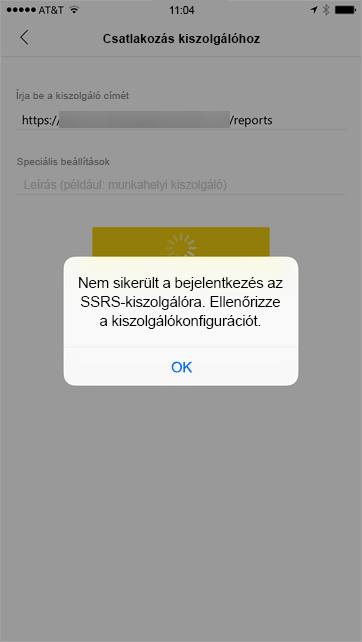 AT&T 11:04
Csatlakozás kiszolgálóhoz
Írja be a kiszolgáló címét
https:// /reports
Speciális beállítások
Leírás (például: munkahelyi kiszolgáló)
Nem sikerült a bejelentkezés az
SSRS-kiszolgálóra. Ellenőrizze
a kiszolgálókonfigurációt.
OK